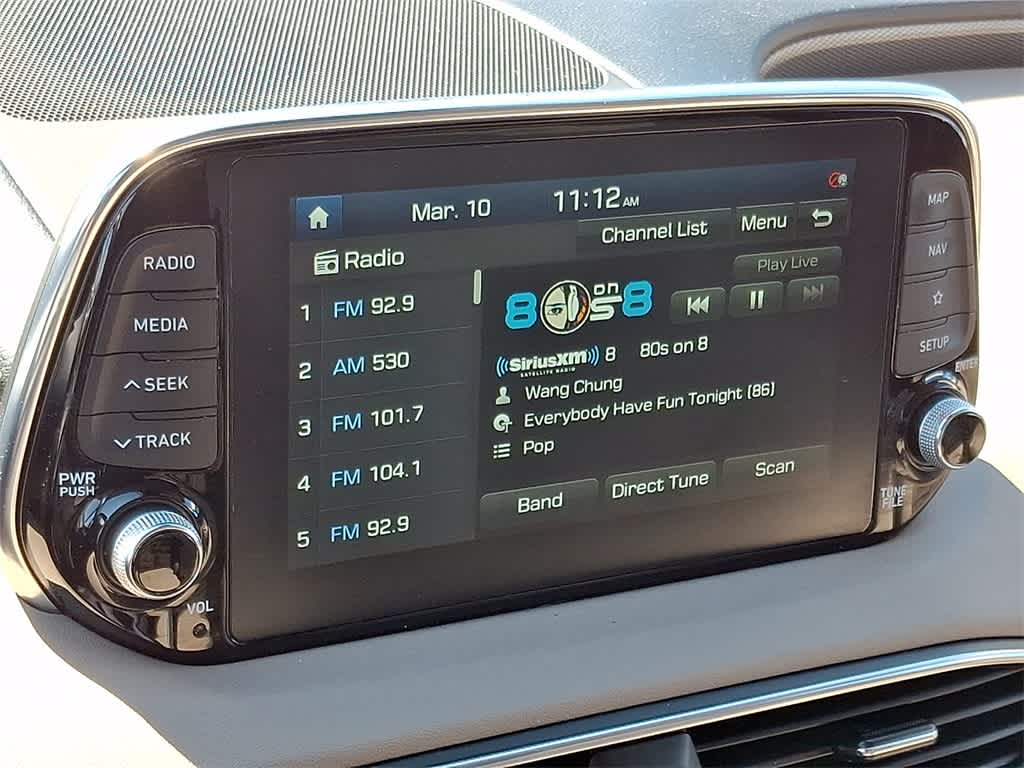 Mar. 10
11:12 AM
Radio
Channel List
Menu
Play Live
1 FM 92.9
2 AM 530
3 FM 101.7
4 FM 104.1
5 FM 92.9
80s on 8
((SiriusXM)) 8 80s on 8
SATELLITE RADIO
Wang Chung
Everybody Have Fun Tonight (86)
Pop
Band
Direct Tune
Scan
RADIO
MEDIA
SEEK
TRACK
PWR
PUSH
VOL
MAP
NAV
SETUP
ENTER
TUNE
FILE